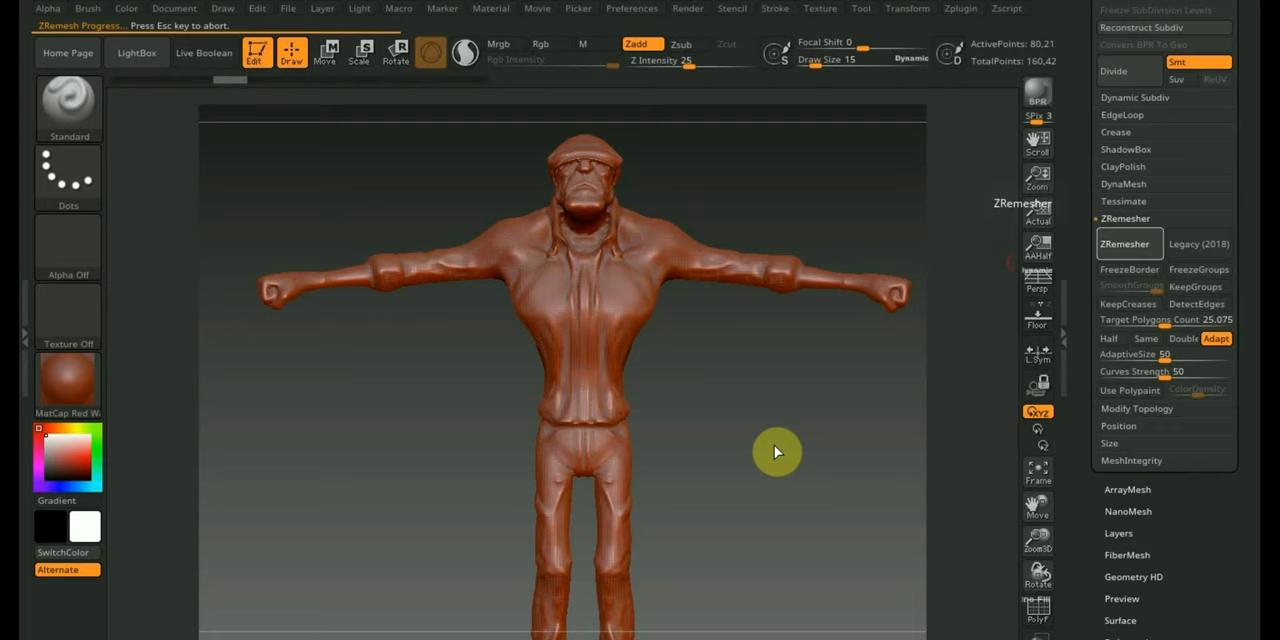 Alpha Brush Color Document Draw Edit File Layer Light Macro Marker Material Movie Picker Preferences Render Stencil Stroke Texture Tool Transform Zplugin Zscript
ZRemesh Progress... Press Esc key to abort.
Home Page LightBox Live Boolean Edit Draw Move Scale Rotate
Mrgb Rgb M Zadd Zsub Zcut
Rgb Intensity Z Intensity 25
Focal Shift 0
Draw Size 15 Dynamic
ActivePoints: 80,21
TotalPoints: 160,42
Standard
Dots
Alpha Off
Texture Off
MatCap Red W
Gradient
SwitchColor
Alternate
BPR
SPix 3
Scroll
Zoom
ZRemesher
Actual
AAHalf
Dynamic
Persp
Floor
L.Sym
XYZ
Frame
Move
Zoom3D
Rotate
PolyF
Freeze SubDivision Levels
Reconstruct Subdiv
Convert BPR To Geo
Divide Smt
Suv ReUV
Dynamic Subdiv
EdgeLoop
Crease
ShadowBox
ClayPolish
DynaMesh
Tessimate
ZRemesher
ZRemesher Legacy (2018)
FreezeBorder FreezeGroups
SmoothGroups KeepGroups
KeepCreases DetectEdges
Target Polygons Count 25.075
Half Same Double Adapt
AdaptiveSize 50
Curves Strength 50
Use Polypaint ColorDensity
Modify Topology
Position
Size
MeshIntegrity
ArrayMesh
NanoMesh
Layers
FiberMesh
Geometry HD
Preview
Surface